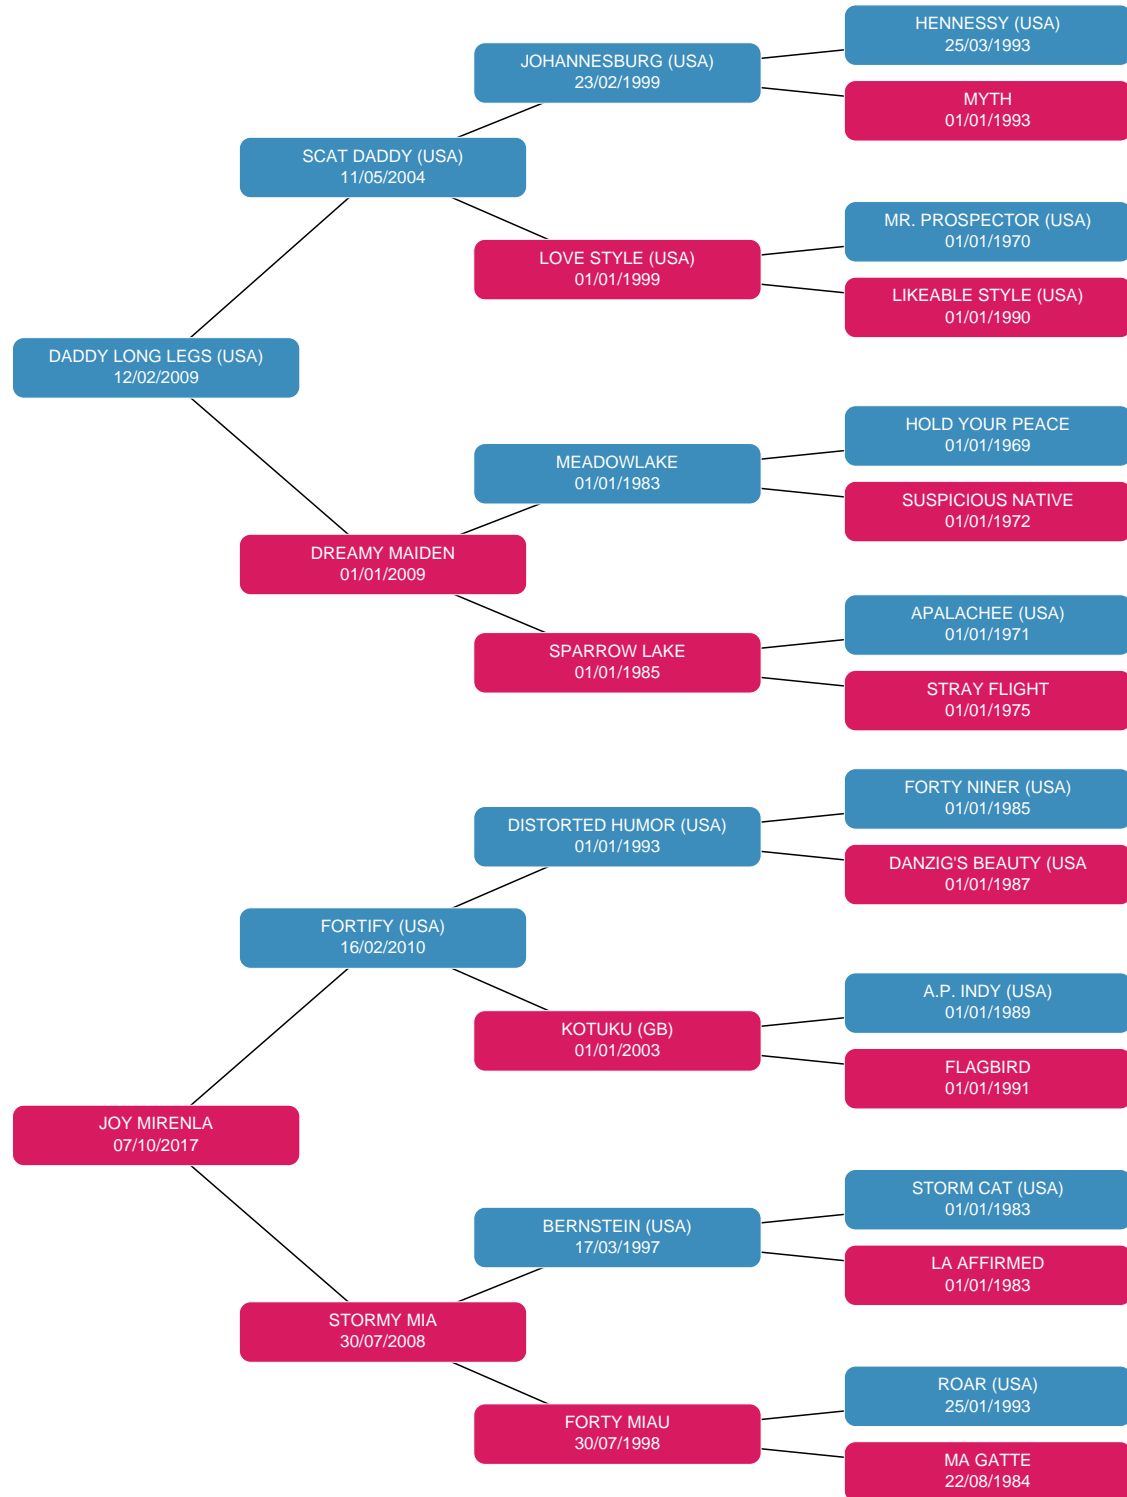 HENNESSY (USA)
25/03/1993
JOHANNESBURG (USA)
23/02/1999
MYTH
01/01/1993
SCAT DADDY (USA)
11/05/2004
MR. PROSPECTOR (USA)
01/01/1970
LOVE STYLE (USA)
01/01/1999
LIKEABLE STYLE (USA)
01/01/1990
DADDY LONG LEGS (USA)
12/02/2009
HOLD YOUR PEACE
01/01/1969
MEADOWLAKE
01/01/1983
SUSPICIOUS NATIVE
01/01/1972
DREAMY MAIDEN
01/01/2009
APALACHEE (USA)
01/01/1971
SPARROW LAKE
01/01/1985
STRAY FLIGHT
01/01/1975
FORTY NINER (USA)
01/01/1985
DISTORTED HUMOR (USA)
01/01/1993
DANZIG'S BEAUTY (USA
01/01/1987
FORTIFY (USA)
16/02/2010
A.P. INDY (USA)
01/01/1989
KOTUKU (GB)
01/01/2003
FLAGBIRD
01/01/1991
JOY MIRENLA
07/10/2017
STORM CAT (USA)
01/01/1983
BERNSTEIN (USA)
17/03/1997
LA AFFIRMED
01/01/1983
STORMY MIA
30/07/2008
ROAR (USA)
25/01/1993
FORTY MIAU
30/07/1998
MA GATTE
22/08/1984